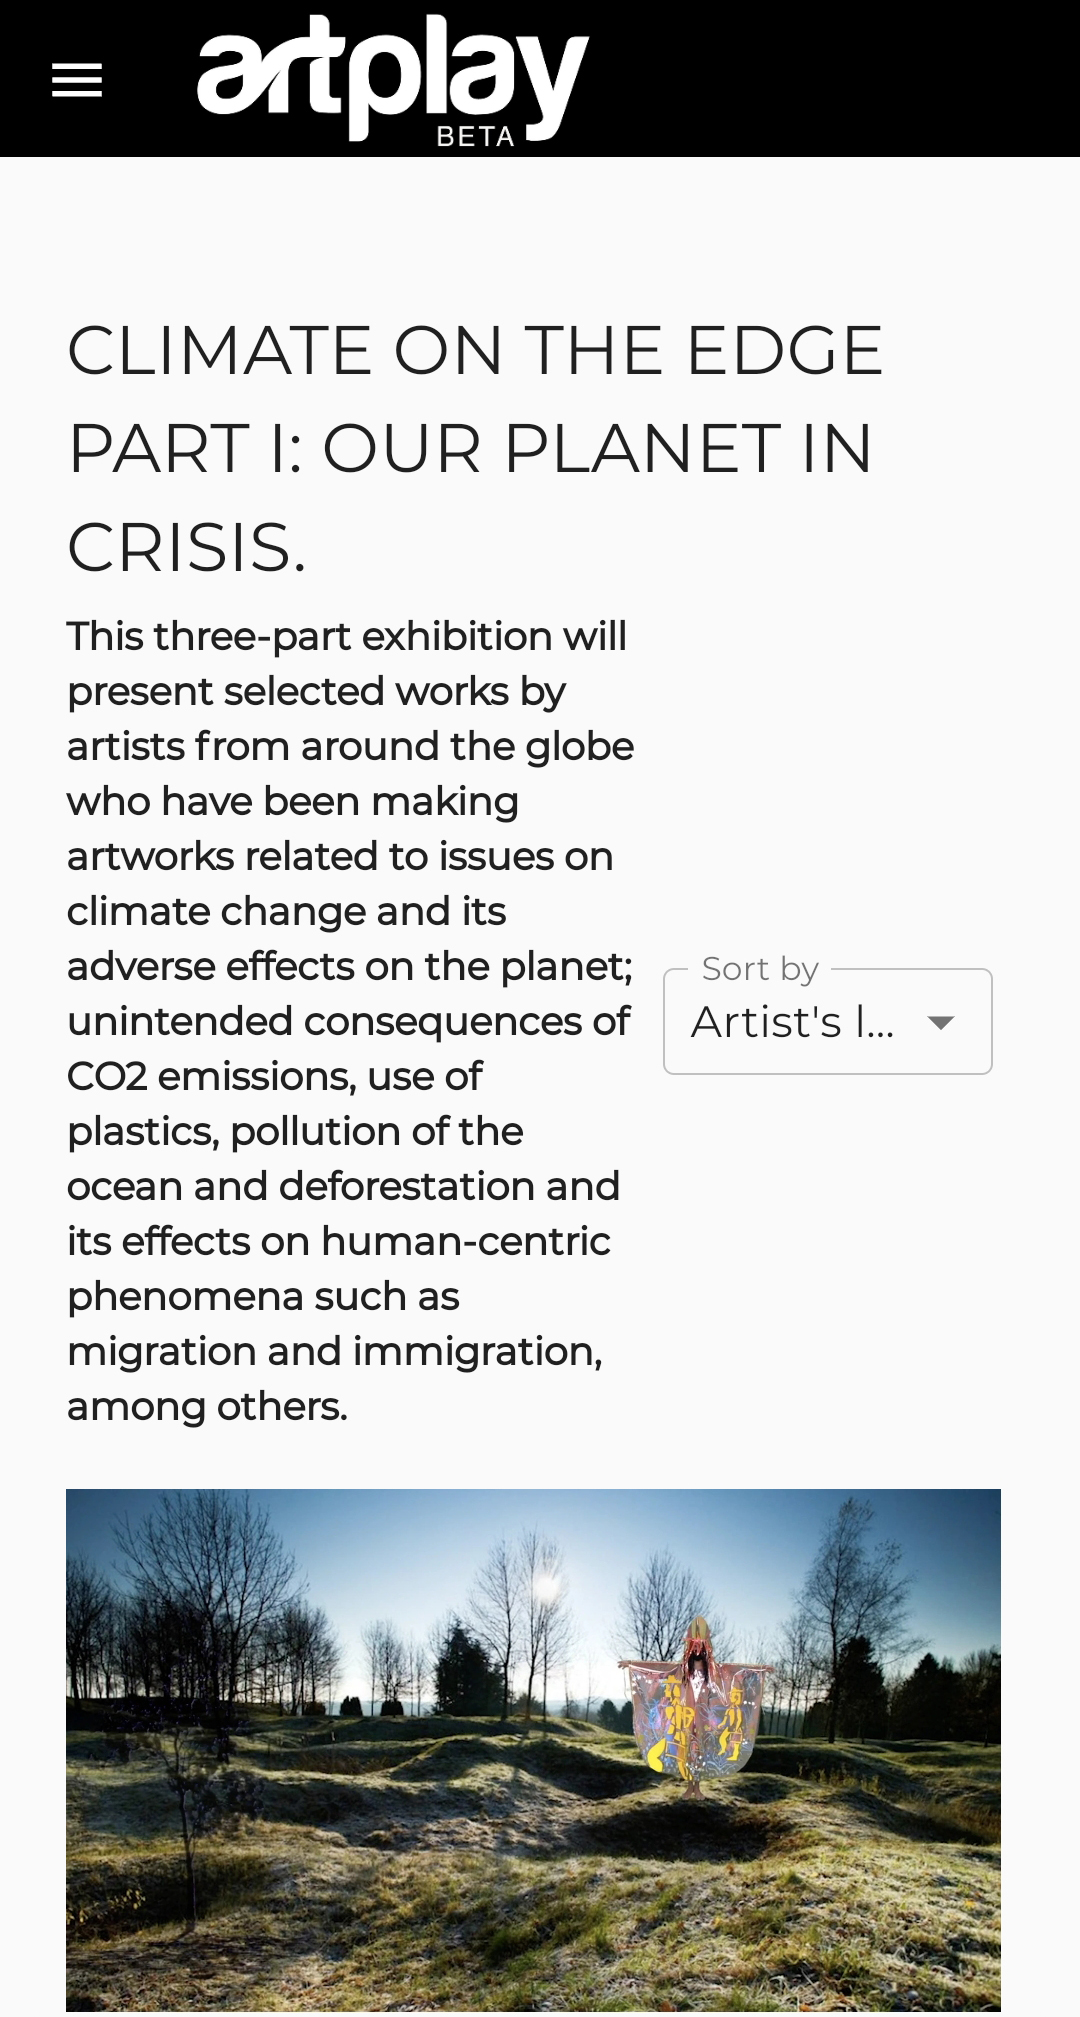 artplay
BETA
CLIMATE ON THE EDGE
PART I: OUR PLANET IN
CRISIS.
This three-part exhibition will
present selected works by
artists from around the globe
who have been making
artworks related to issues on
climate change and its
adverse effects on the planet;
unintended consequences of
CO2 emissions, use of
plastics, pollution of the
ocean and deforestation and
its effects on human-centric
phenomena such as
migration and immigration,
among others.
Sort by
Artist's l...